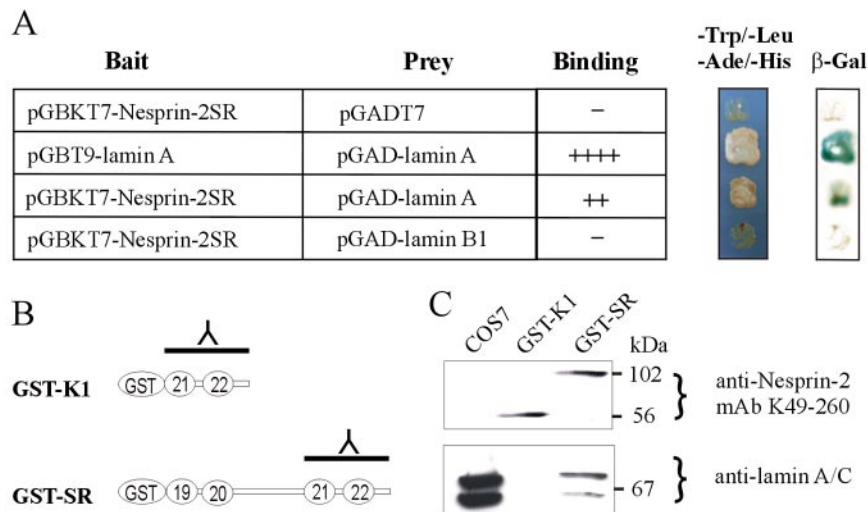 A
Bait Prey Binding
-Trp/-Leu
-Ade/-His β-Gal
pGBKT7-Nesprin-2SR pGADT7 −
pGBT9-lamin A pGAD-lamin A ++++
pGBKT7-Nesprin-2SR pGAD-lamin A ++
pGBKT7-Nesprin-2SR pGAD-lamin B1 −
B
GST-K1 GST 21 22
GST-SR GST 19 20 21 22
C
COS7 GST-K1 GST-SR
kDa
102
56
anti-Nesprin-2
mAb K49-260
67
anti-lamin A/C